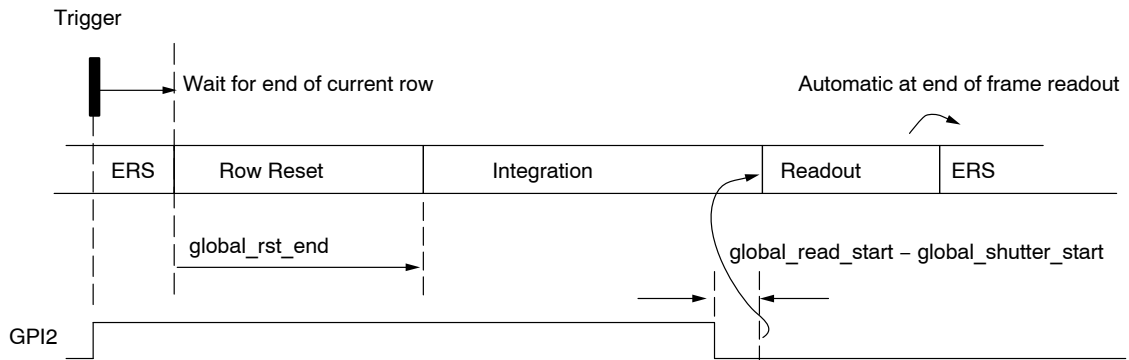 Trigger
Wait for end of current row
Automatic at end of frame readout
ERS
Row Reset
Integration
Readout
ERS
global_rst_end
global_read_start − global_shutter_start
GPI2